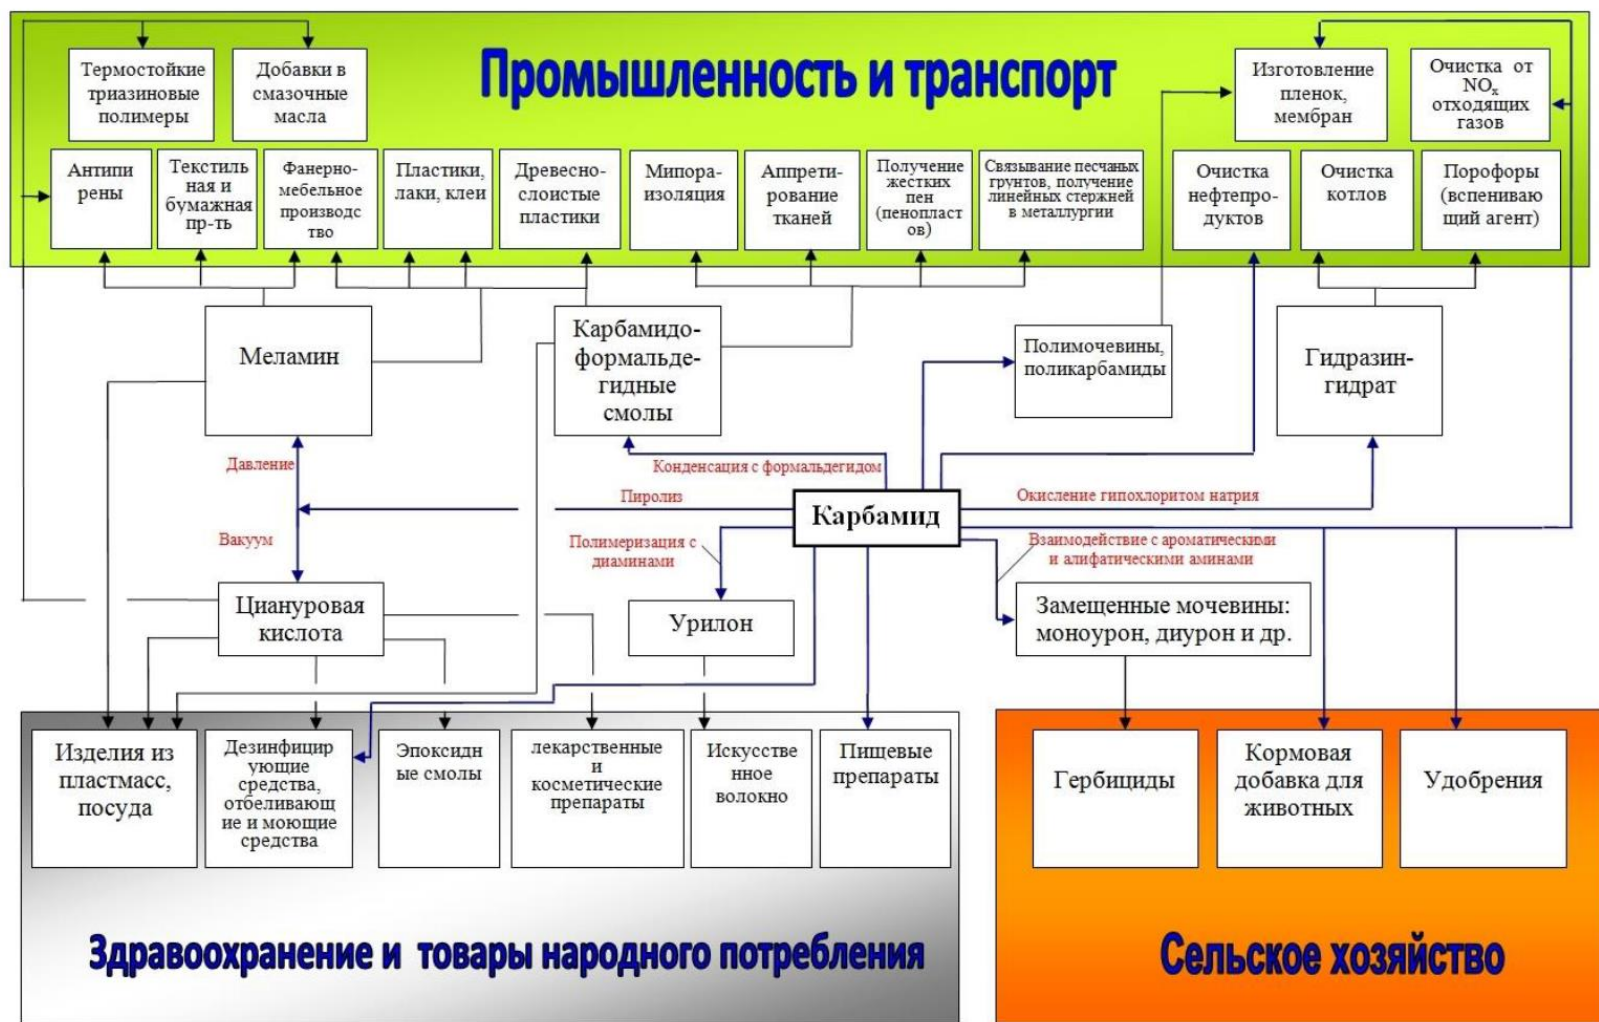 Промышленность и транспорт
Термостойкие
триазиновые
полимеры
Добавки в
смазочные
масла
Изготовление
пленок,
мембран
Очистка от
NOx
отходящих
газов
Антипи
рены
Текстиль
ная и
бумажная
пр-ть
Фанерно-
мебельное
производс
тво
Пластики,
лаки, клеи
Древесно-
слоистые
пластики
Мипора-
изоляция
Аппрети-
рование
тканей
Получение
жестких
пен
(пенопласт
ов)
Связывание песчаных
грунтов, получение
линейных стержней
в металлургии
Очистка
нефтепро-
дуктов
Очистка
котлов
Порофоры
(вспениваю
щий агент)
Меламин
Карбамидо-
формальде-
гидные
смолы
Полимочевины,
поликарбамиды
Гидразин-
гидрат
Давление
Конденсация с формальдегидом
Пиролиз
Карбамид
Окисление гипохлоритом натрия
Вакуум
Полимеризация с
диаминами
Взаимодействие с ароматическими
и алифатическими аминами
Циануровая
кислота
Урилон
Замещенные мочевины:
моноурон, диурон и др.
Изделия из
пластмасс,
посуда
Дезинфицир
ующие
средства,
отбеливающ
ие и моющие
средства
Эпоксидн
ые смолы
лекарственные
и
косметические
препараты
Искусстве
нное
волокно
Пищевые
препараты
Гербициды
Кормовая
добавка для
животных
Удобрения
Здравоохранение и товары народного потребления
Сельское хозяйство